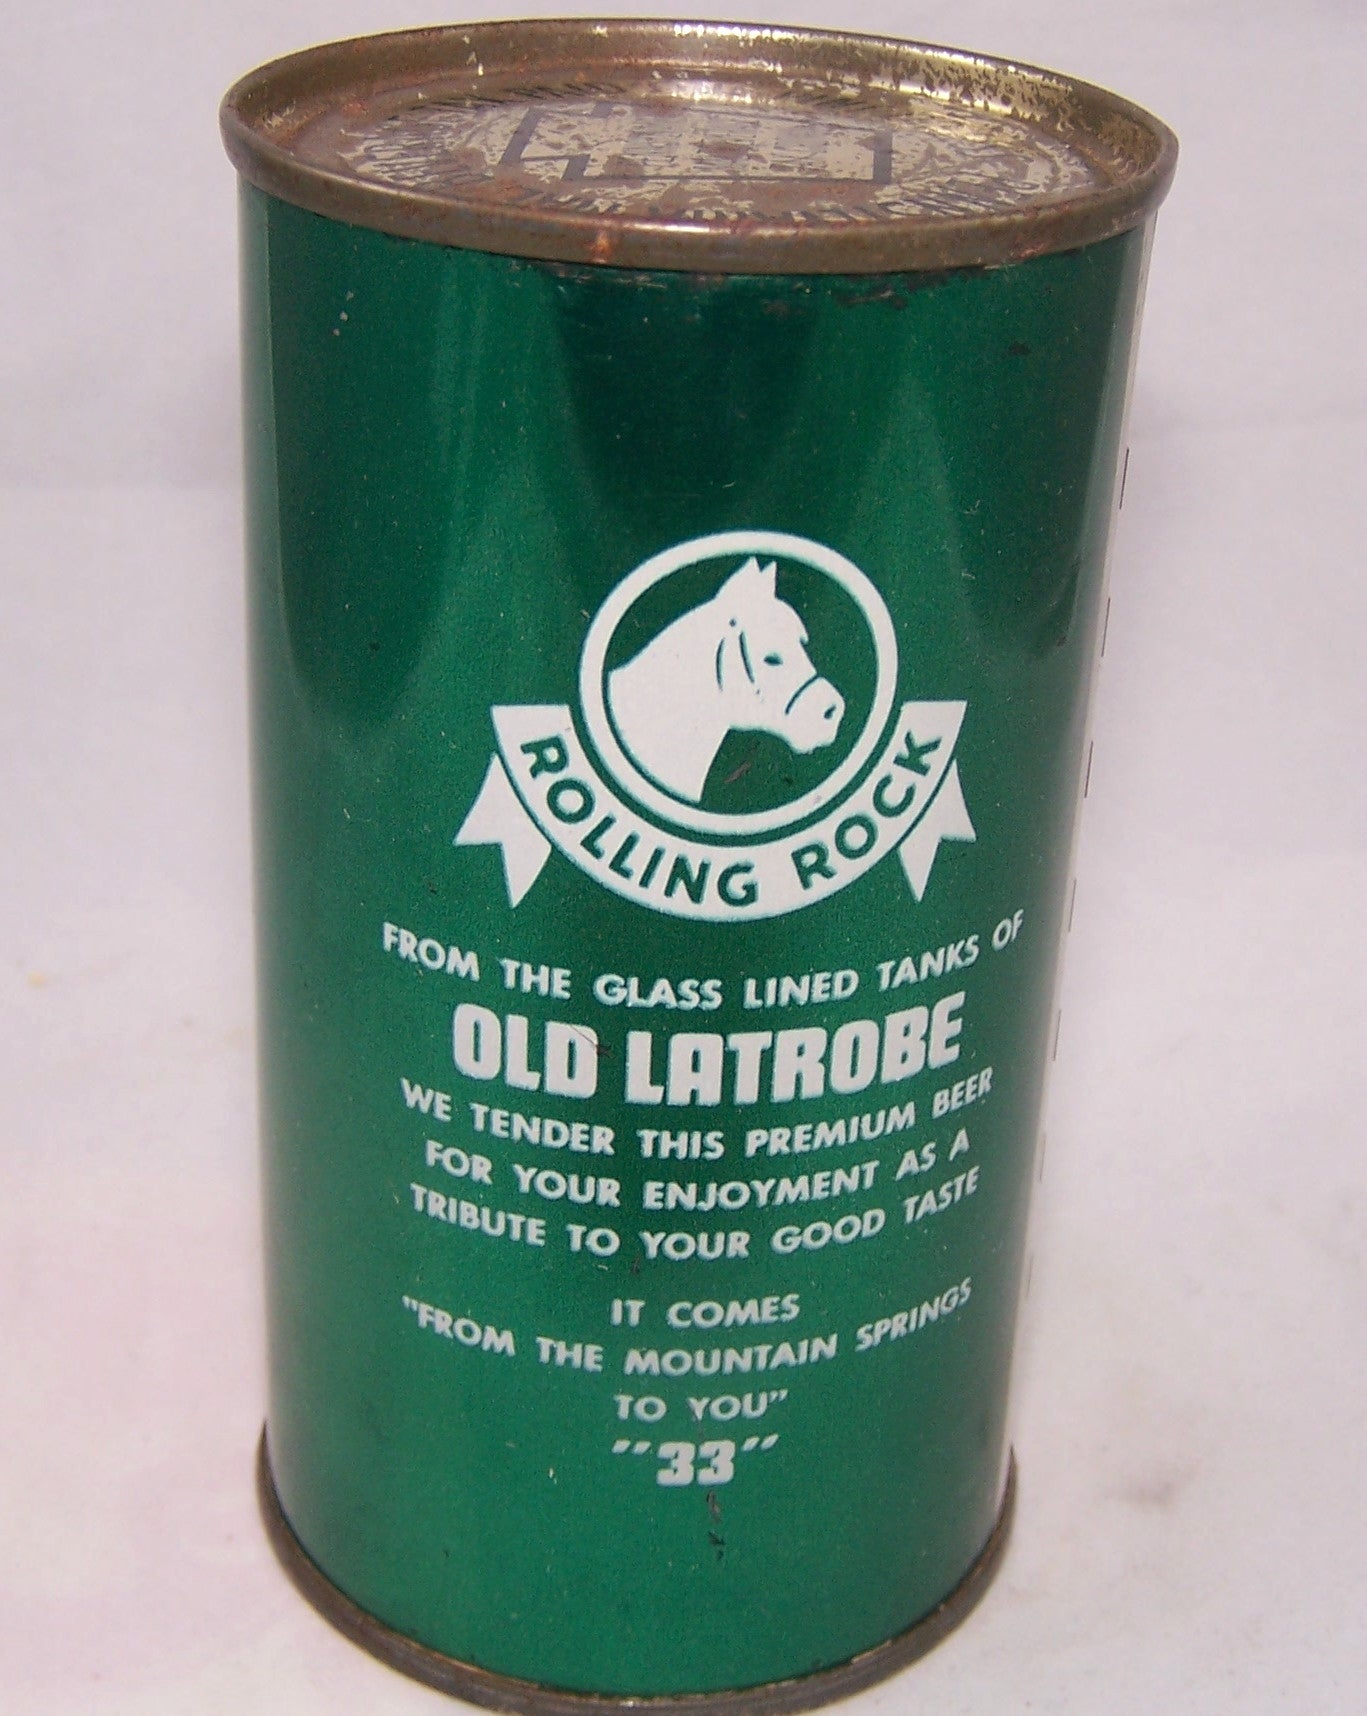 ROLLING ROCK
FROM THE GLASS LINED TANKS OF
OLD LATROBE
WE TENDER THIS PREMIUM BEER
FOR YOUR ENJOYMENT AS A
TRIBUTE TO YOUR GOOD TASTE
IT COMES
"FROM THE MOUNTAIN SPRINGS
TO YOU"
"33"